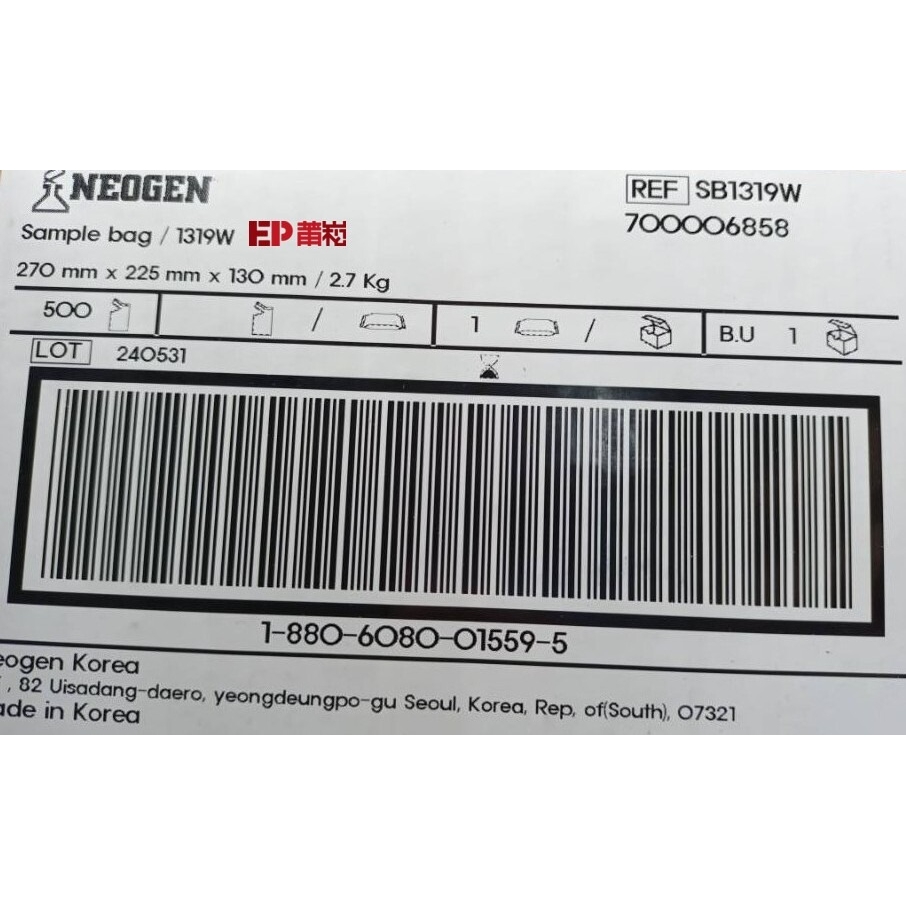 NEOGEN
REF SB1319W
700006858
Sample bag / 1319W EP
270 mm x 225 mm x 130 mm / 2.7 Kg
500 / 1 / B.U 1
LOT 240531
1-880-6080-01559-5
eogen Korea
, 82 Uisadang-daero, yeongdeungpo-gu Seoul, Korea, Rep, of(South), 07321
ade in Korea